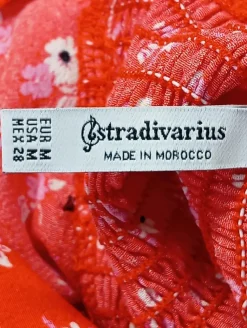 EUR M
USA M
MEX 28
stradivarius
MADE IN MOROCCO